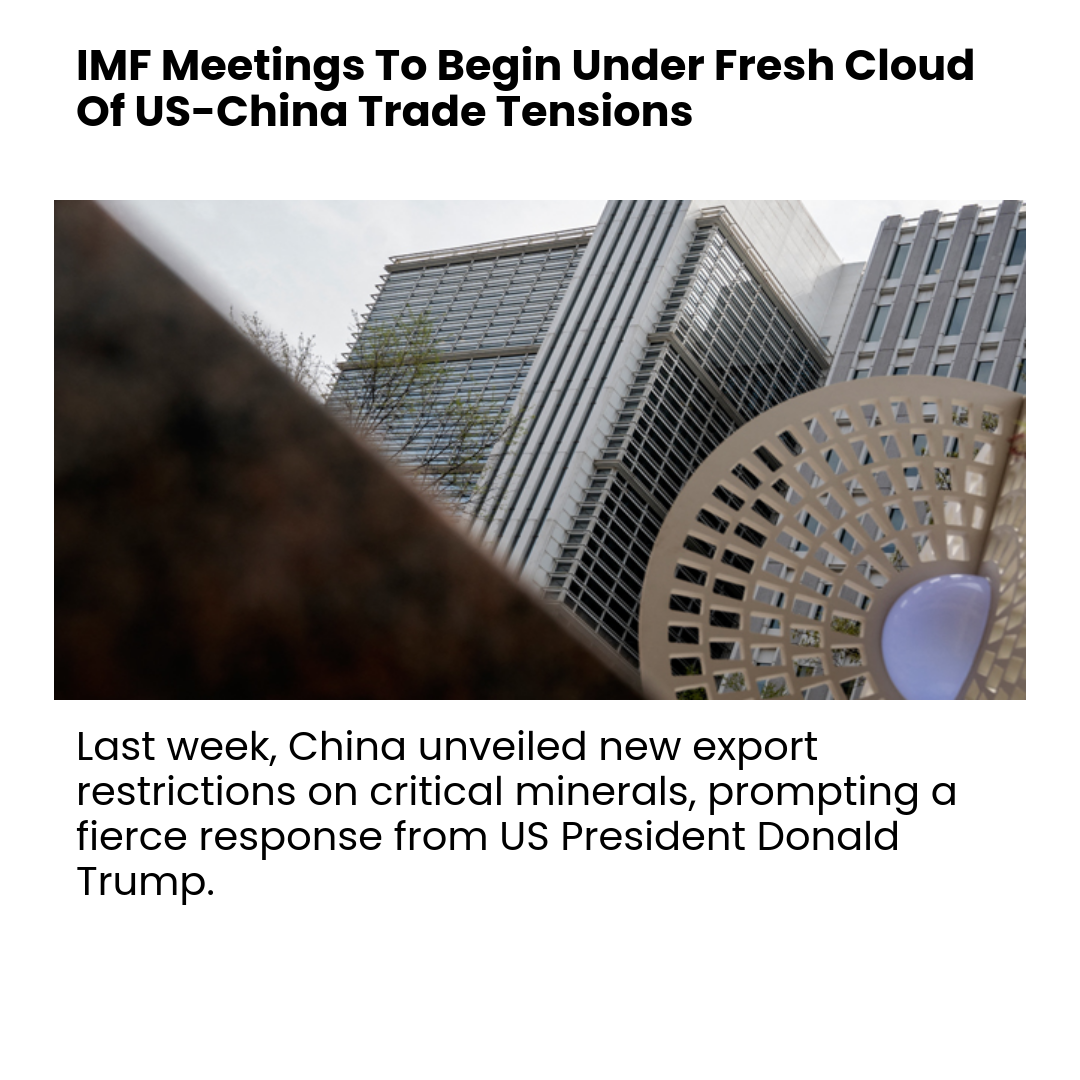 IMF Meetings To Begin Under Fresh Cloud
Of US-China Trade Tensions
Last week, China unveiled new export
restrictions on critical minerals, prompting a
fierce response from US President Donald
Trump.